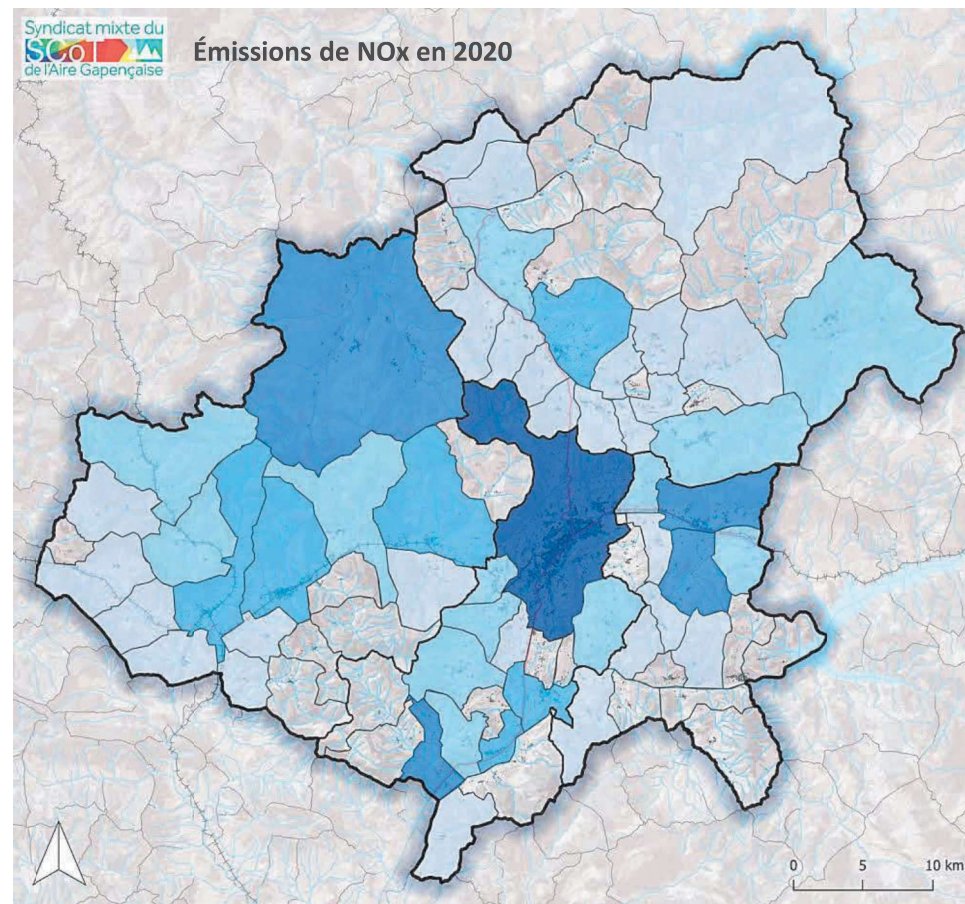 Syndicat mixte du
SCoT
de l'Aire Gapençaise
Émissions de NOx en 2020
0 5 10 km